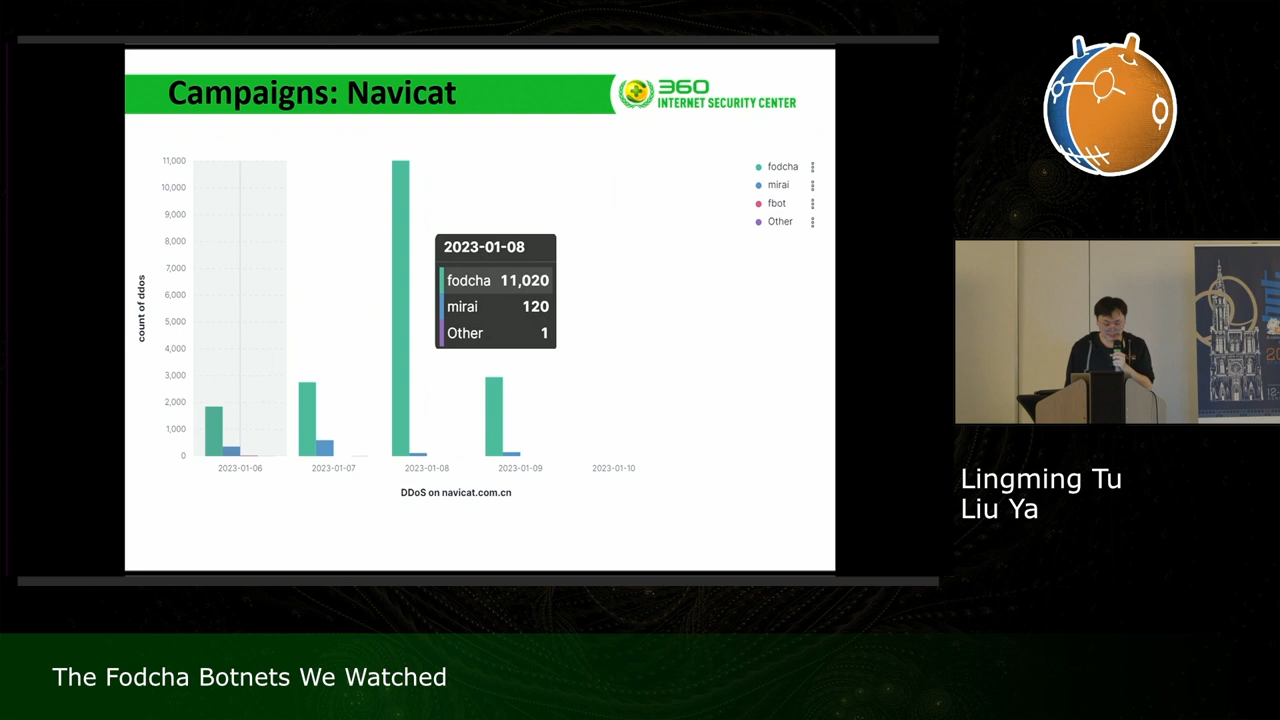 Campaigns: Navicat
360
INTERNET SECURITY CENTER
11,000
10,000
9,000
8,000
7,000
6,000
5,000
4,000
3,000
2,000
1,000
0
count of ddos
fodcha
mirai
fbot
Other
2023-01-08
fodcha 11,020
mirai 120
Other 1
2023-01-06 2023-01-07 2023-01-08 2023-01-09 2023-01-10
DDoS on navicat.com.cn
Lingming Tu
Liu Ya
The Fodcha Botnets We Watched